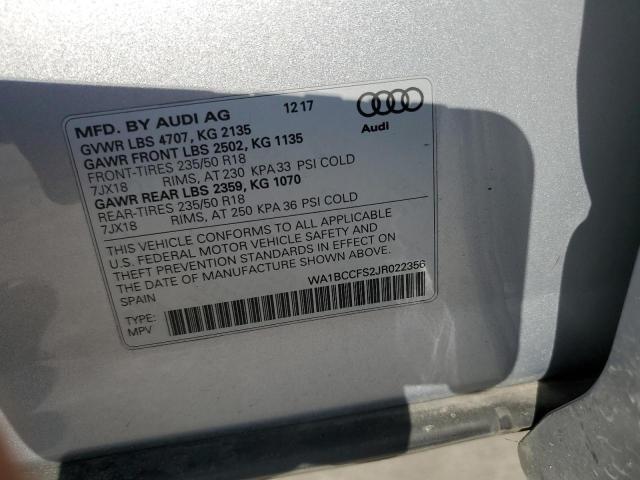 MFD. BY AUDI AG 12 17
Audi
GVWR LBS 4707, KG 2135
GAWR FRONT LBS 2502, KG 1135
FRONT-TIRES 235/50 R18
7JX18 RIMS, AT 230 KPA 33 PSI COLD
GAWR REAR LBS 2359, KG 1070
REAR-TIRES 235/50 R18
7JX18 RIMS, AT 250 KPA 36 PSI COLD
THIS VEHICLE CONFORMS TO ALL APPLICABLE
U.S. FEDERAL MOTOR VEHICLE SAFETY AND
THEFT PREVENTION STANDARDS IN EFFECT ON
THE DATE OF MANUFACTURE SHOWN ABOVE.
SPAIN WA1BCCFS2JR022356
TYPE:
MPV